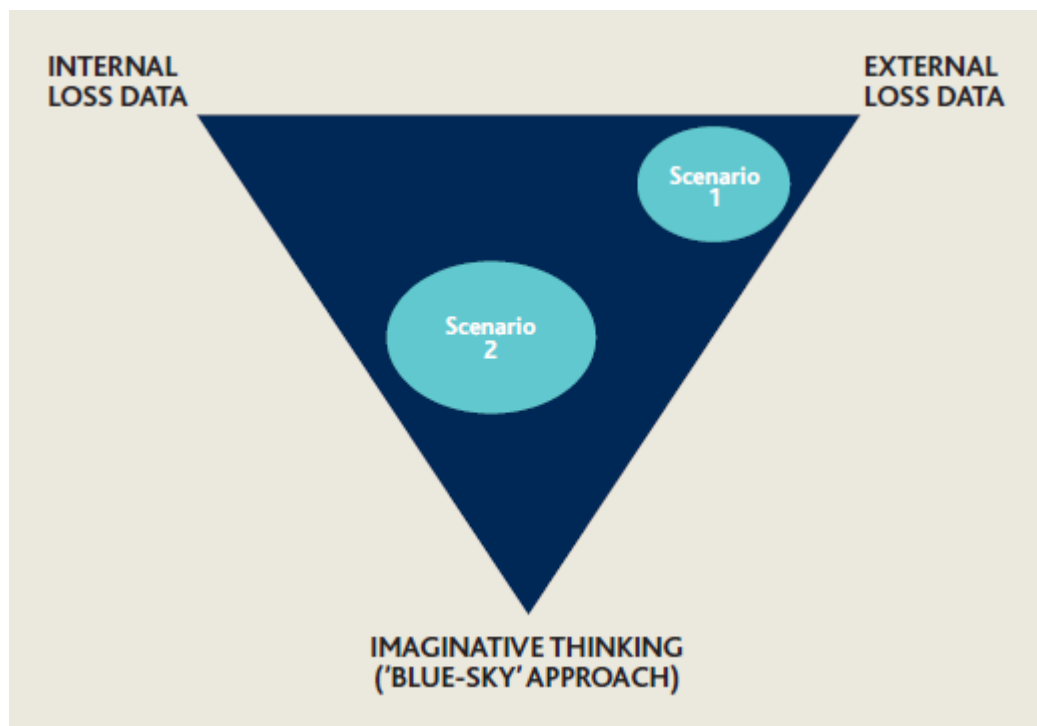 INTERNAL
LOSS DATA
EXTERNAL
LOSS DATA
Scenario
1
Scenario
2
IMAGINATIVE THINKING
('BLUE-SKY' APPROACH)